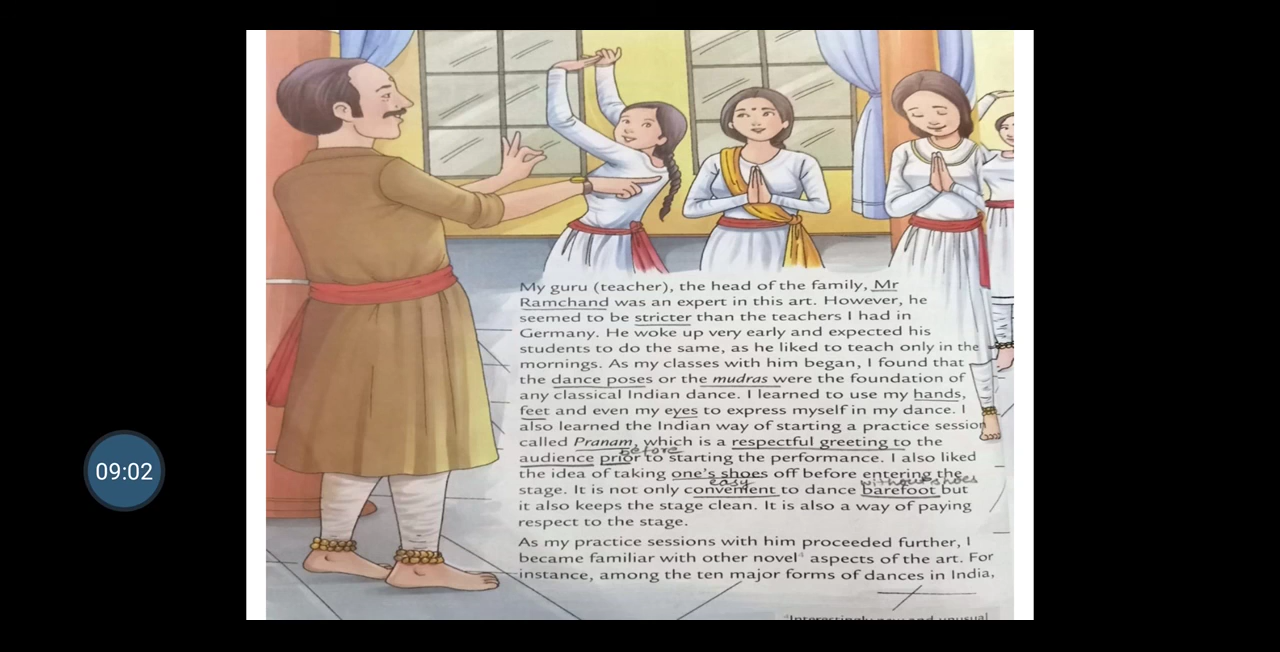 My guru (teacher), the head of the family, Mr
Ramchand was an expert in this art. However, he
seemed to be stricter than the teachers I had in
Germany. He woke up very early and expected his
students to do the same, as he liked to teach only in the
mornings. As my classes with him began, I found that
the dance poses or the mudras were the foundation of
any classical Indian dance. I learned to use my hands,
feet and even my eyes to express myself in my dance. I
also learned the Indian way of starting a practice session
called Pranam, which is a respectful greeting to the
before
audience prior to starting the performance. I also liked
the idea of taking one's shoes off before entering the
easy without shoes
stage. It is not only convenient to dance barefoot but
it also keeps the stage clean. It is also a way of paying
respect to the stage.
As my practice sessions with him proceeded further, I
became familiar with other novel⁴ aspects of the art. For
instance, among the ten major forms of dances in India,
⁴Interestingly new and unusual
09:02